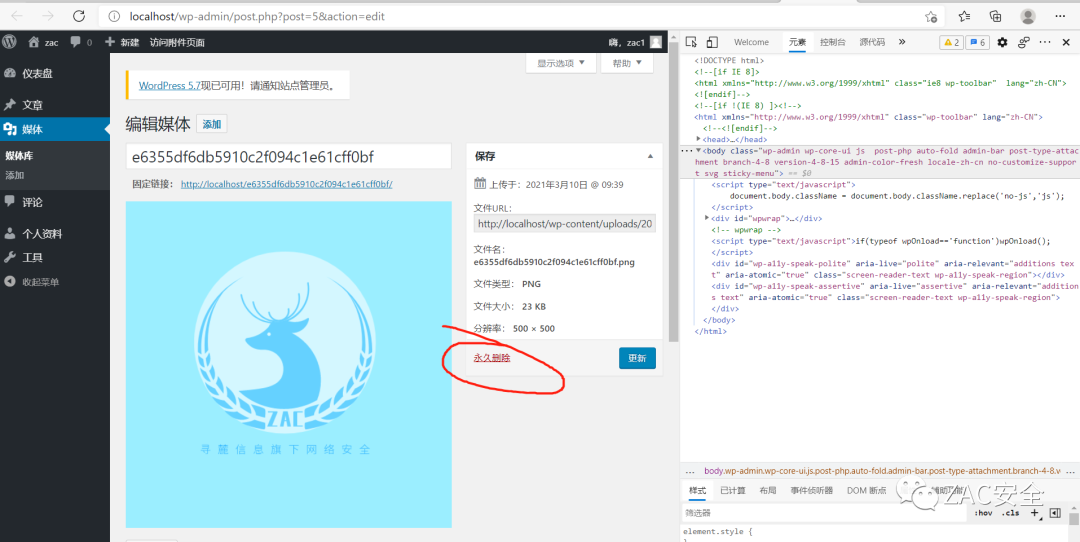 localhost/wp-admin/post.php?post=5&action=edit
zac 0 新建 访问附件页面 嗨，zac1
仪表盘
文章
媒体
媒体库
添加
评论
个人资料
工具
收起菜单
显示选项 帮助
WordPress 5.7现已可用！请通知站点管理员。
编辑媒体 添加
e6355df6db5910c2f094c1e61cff0bf
固定链接： http://localhost/e6355df6db5910c2f094c1e61cff0bf/
ZAC
寻麓信息旗下网络安全
保存
上传于：2021年3月10日 @ 09:39
文件URL：
http://localhost/wp-content/uploads/20
文件名：
e6355df6db5910c2f094c1e61cff0bf.png
文件类型： PNG
文件大小： 23 KB
分辨率： 500 × 500
永久删除 更新
Welcome 元素 控制台 源代码 » 2 6
<!DOCTYPE html>
<!--[if IE 8]>
<html xmlns="http://www.w3.org/1999/xhtml" class="ie8 wp-toolbar"  lang="zh-CN">
<![endif]-->
<!--[if !(IE 8) ]><!-->
<html xmlns="http://www.w3.org/1999/xhtml" class="wp-toolbar" lang="zh-CN">
<!--<![endif]-->
<head>…</head>
<body class="wp-admin wp-core-ui js  post-php auto-fold admin-bar post-type-atta
chment branch-4-8 version-4-8-15 admin-color-fresh locale-zh-cn no-customize-suppor
t svg sticky-menu"> == $0
<script type="text/javascript">
document.body.className = document.body.className.replace('no-js','js');
</script>
<div id="wpwrap">…</div>
<!-- wpwrap -->
<script type="text/javascript">if(typeof wpOnload=='function')wpOnload();
</script>
<div id="wp-a11y-speak-polite" aria-live="polite" aria-relevant="additions tex
t" aria-atomic="true" class="screen-reader-text wp-a11y-speak-region"></div>
<div id="wp-a11y-speak-assertive" aria-live="assertive" aria-relevant="addition
s text" aria-atomic="true" class="screen-reader-text wp-a11y-speak-region">
</div>
</body>
</html>
... body.wp-admin.wp-core-ui.js.post-php.auto-fold.admin-bar.post-type-attachment.branch-4-8.ve ...
样式 已计算 布局 事件侦听器 DOM 断点
ZAC安全
筛选器 :hov .cls +
element.style {